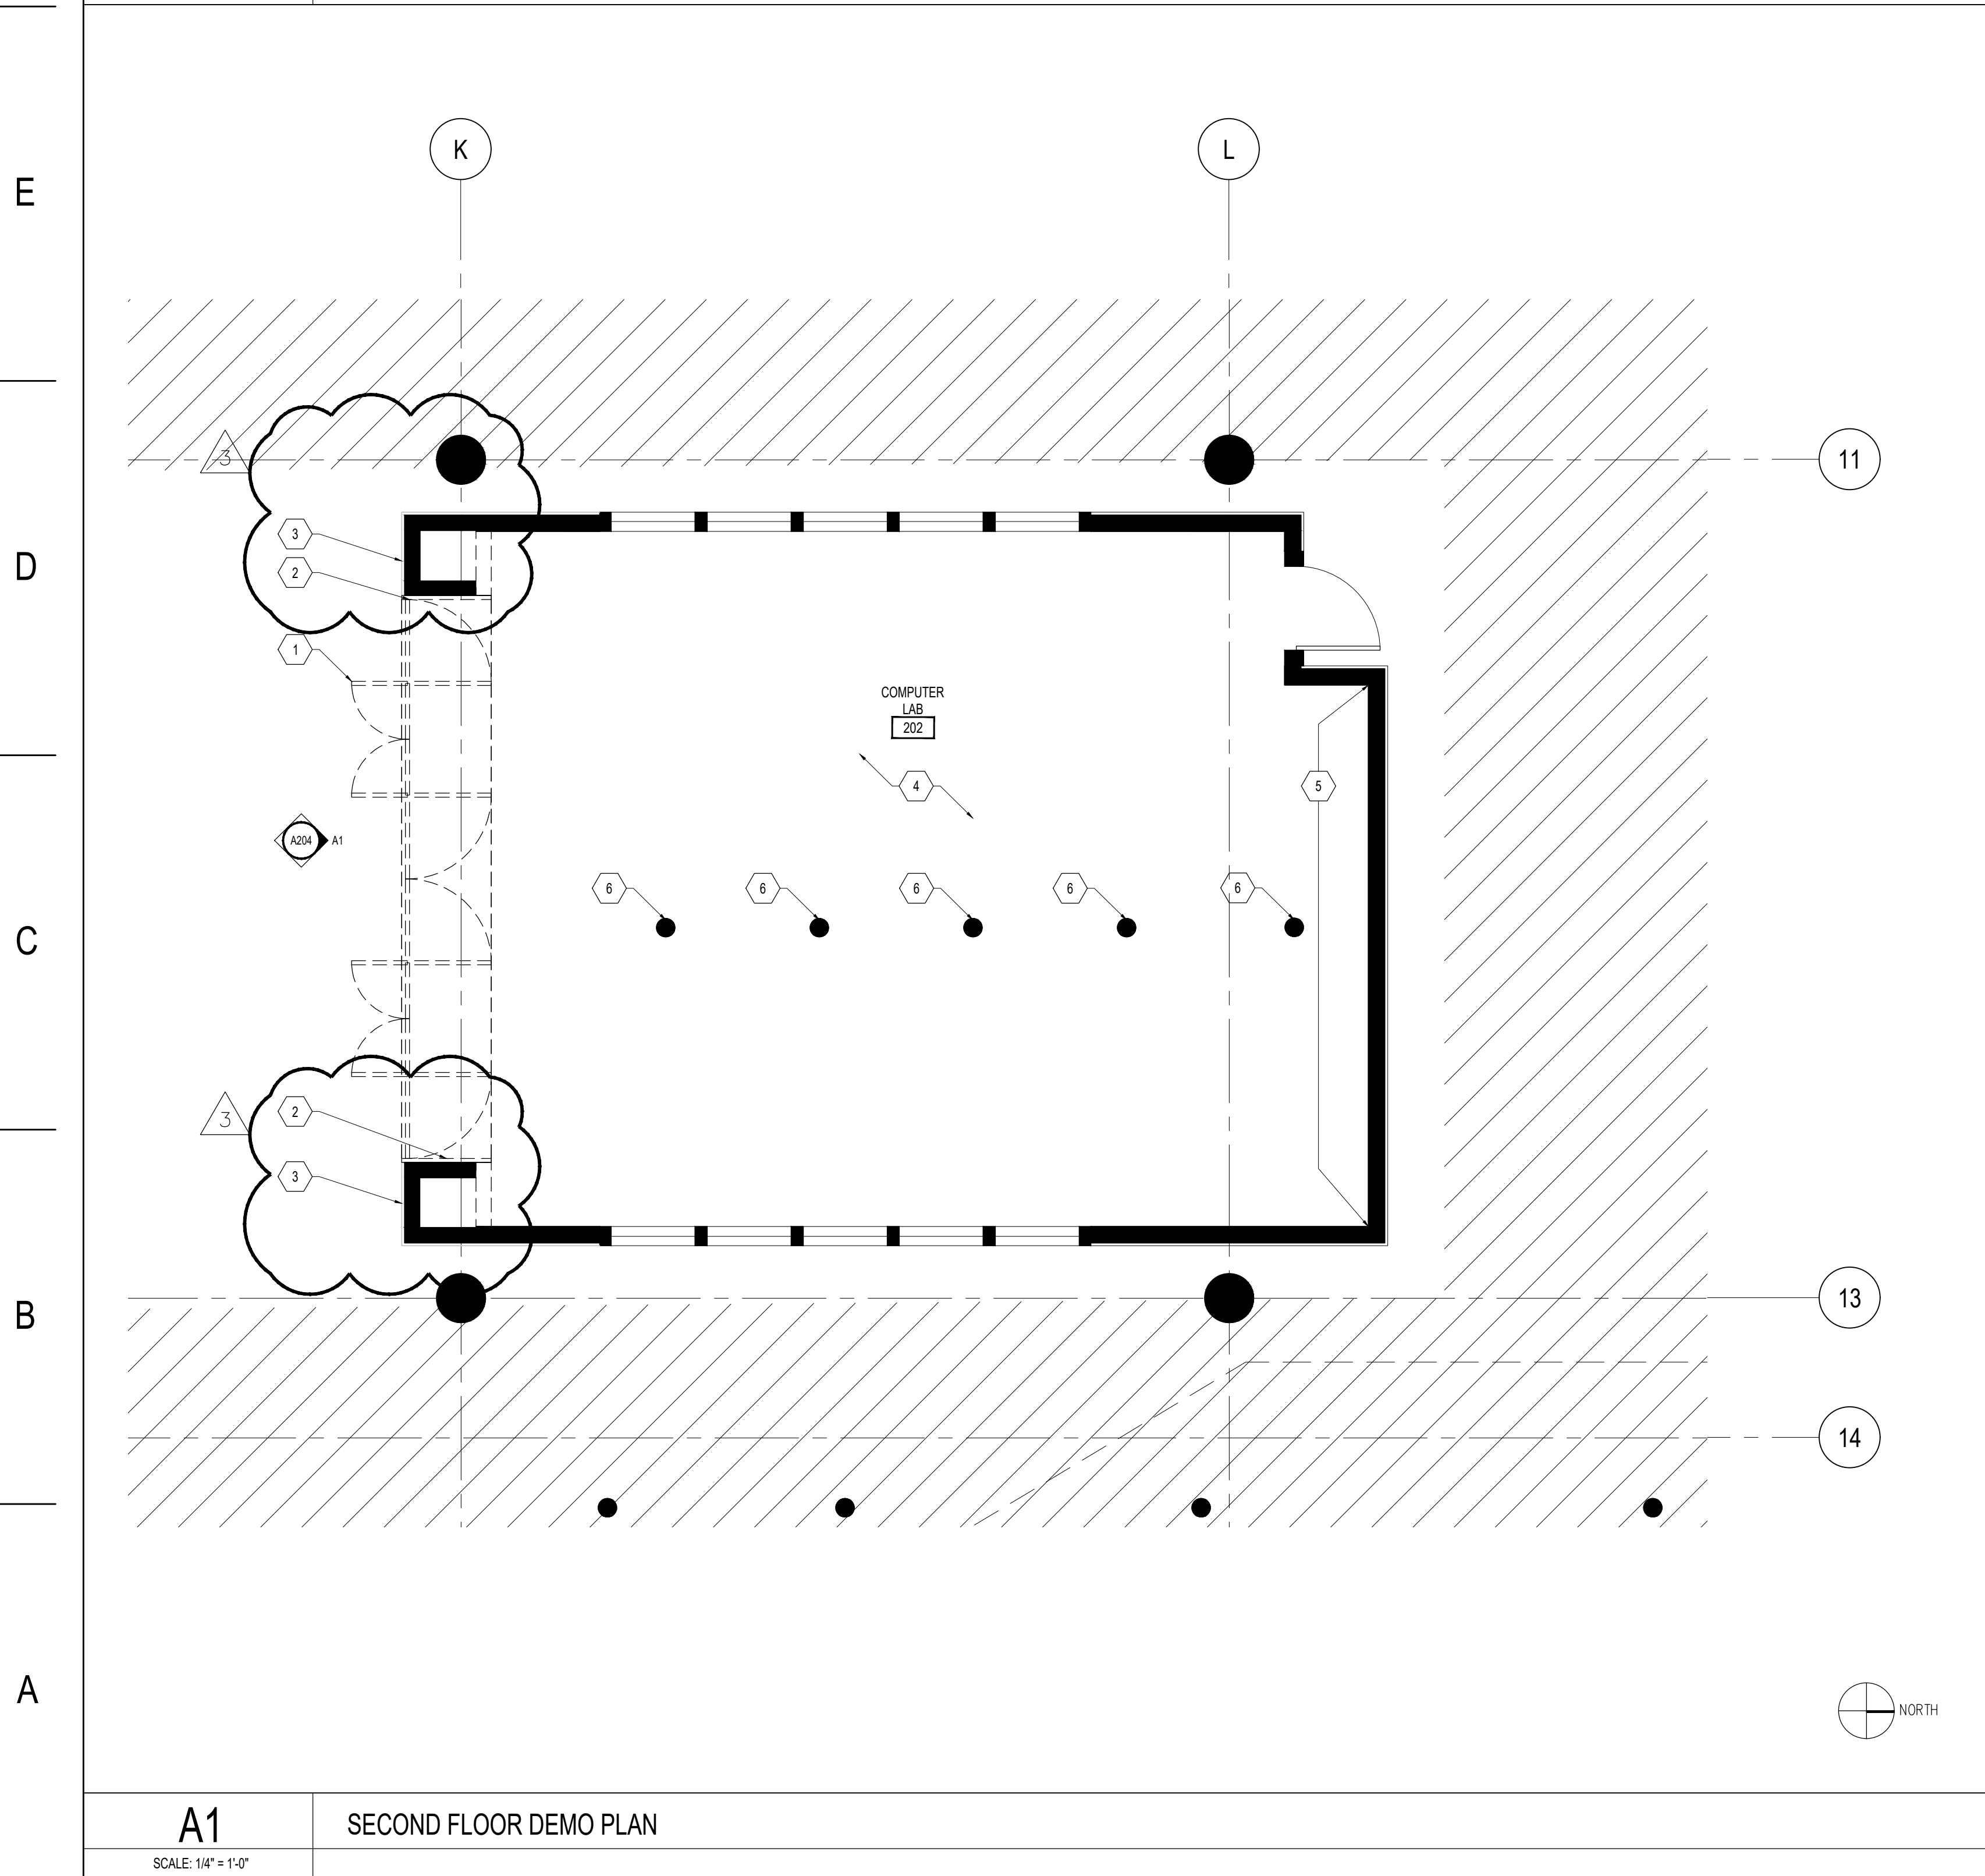 K
L
E
3
11
3
D
2
1
COMPUTER
LAB
202
4
5
A204
A1
6
6
6
6
6
C
3
2
3
13
B
14
A
NORTH
A1
SECOND FLOOR DEMO PLAN
SCALE: 1/4" = 1'-0"